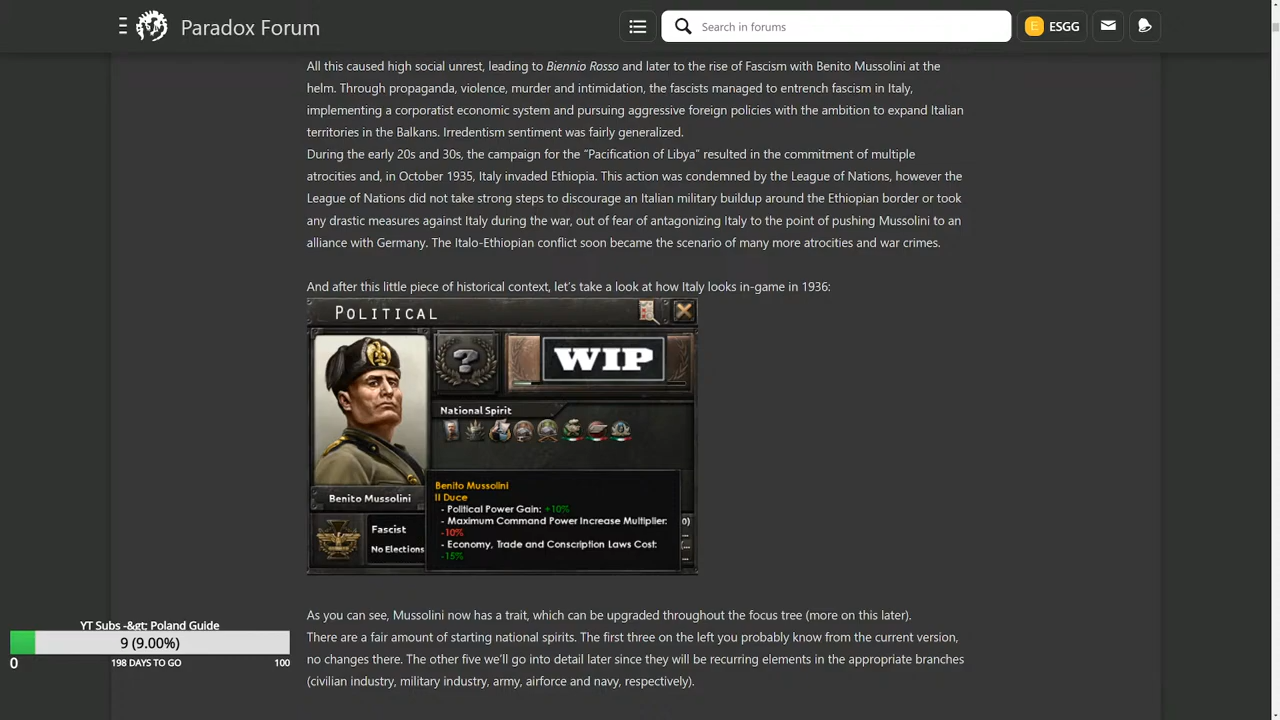 Paradox Forum
Search in forums
E
ESGG
All this caused high social unrest, leading to Biennio Rosso and later to the rise of Fascism with Benito Mussolini at the
helm. Through propaganda, violence, murder and intimidation, the fascists managed to entrench fascism in Italy,
implementing a corporatist economic system and pursuing aggressive foreign policies with the ambition to expand Italian
territories in the Balkans. Irredentism sentiment was fairly generalized.
During the early 20s and 30s, the campaign for the “Pacification of Libya” resulted in the commitment of multiple
atrocities and, in October 1935, Italy invaded Ethiopia. This action was condemned by the League of Nations, however the
League of Nations did not take strong steps to discourage an Italian military buildup around the Ethiopian border or took
any drastic measures against Italy during the war, out of fear of antagonizing Italy to the point of pushing Mussolini to an
alliance with Germany. The Italo-Ethiopian conflict soon became the scenario of many more atrocities and war crimes.
And after this little piece of historical context, let’s take a look at how Italy looks in-game in 1936:
POLITICAL
?
WIP
National Spirit
Benito Mussolini
Fascist
No Elections
Benito Mussolini
Il Duce
- Political Power Gain: +10%
- Maximum Command Power Increase Multiplier:
-10%
- Economy, Trade and Conscription Laws Cost:
-15%
0)
As you can see, Mussolini now has a trait, which can be upgraded throughout the focus tree (more on this later).
There are a fair amount of starting national spirits. The first three on the left you probably know from the current version,
no changes there. The other five we’ll go into detail later since they will be recurring elements in the appropriate branches
(civilian industry, military industry, army, airforce and navy, respectively).
YT Subs -&gt; Poland Guide
9 (9.00%)
0
198 DAYS TO GO
100